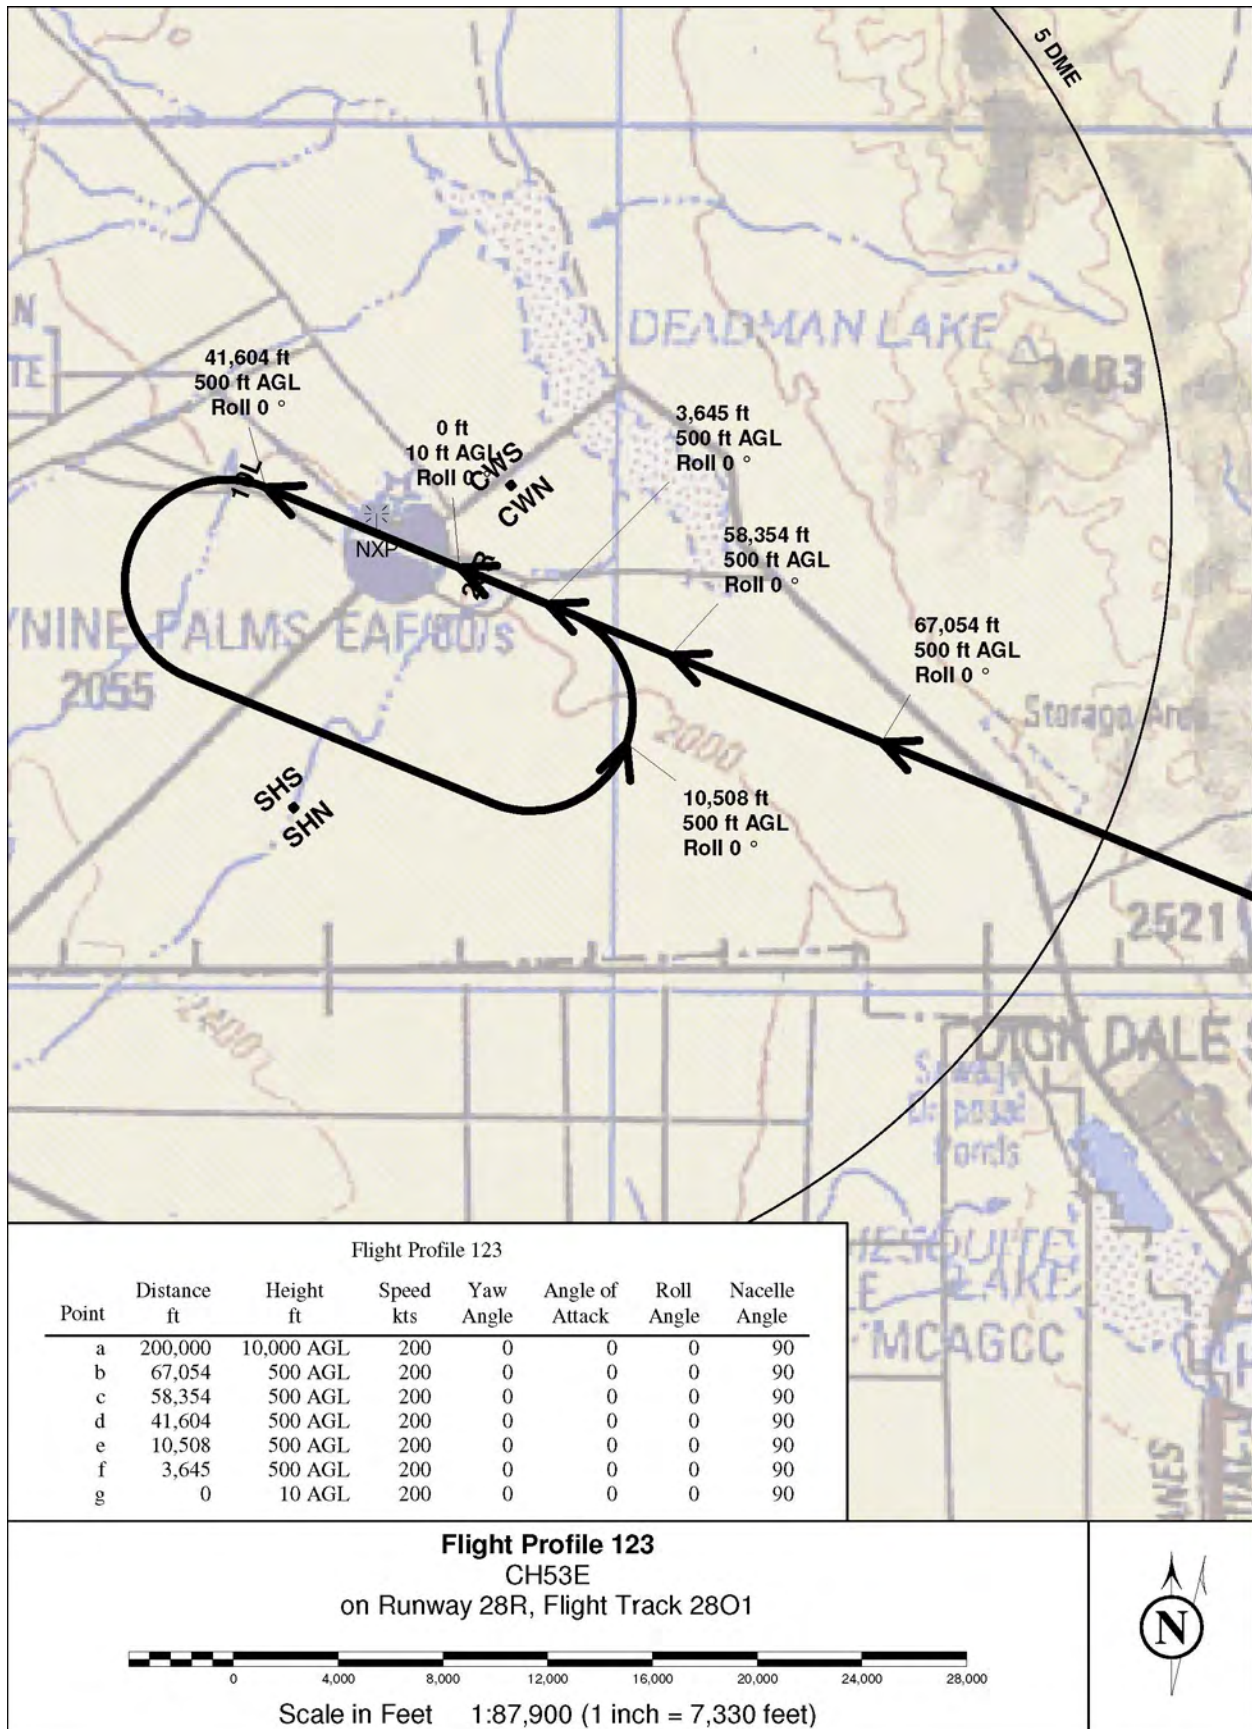 5 DME
N
TE
DEADMAN LAKE
3483
41,604 ft
500 ft AGL
Roll 0 °
0 ft
10 ft AGL
Roll 0 °
CWS
CWN
3,645 ft
500 ft AGL
Roll 0 °
10L
NXP
58,354 ft
500 ft AGL
Roll 0 °
67,054 ft
500 ft AGL
Roll 0 °
YNINE PALMS EAF/80/s
2055
2000
Storage Area
SHS
SHN
10,508 ft
500 ft AGL
Roll 0 °
2521
2400
DIGK DALE S
Sewage
Disposal
Ponds
LAKE
MCAGCC
Flight Profile 123
Point Distance ft Height ft Speed kts Yaw Angle Angle of Attack Roll Angle Nacelle Angle
a 200,000 10,000 AGL 200 0 0 0 90
b 67,054 500 AGL 200 0 0 0 90
c 58,354 500 AGL 200 0 0 0 90
d 41,604 500 AGL 200 0 0 0 90
e 10,508 500 AGL 200 0 0 0 90
f 3,645 500 AGL 200 0 0 0 90
g 0 10 AGL 200 0 0 0 90
Flight Profile 123
CH53E
on Runway 28R, Flight Track 28O1
0 4,000 8,000 12,000 16,000 20,000 24,000 28,000
Scale in Feet 1:87,900 (1 inch = 7,330 feet)
N